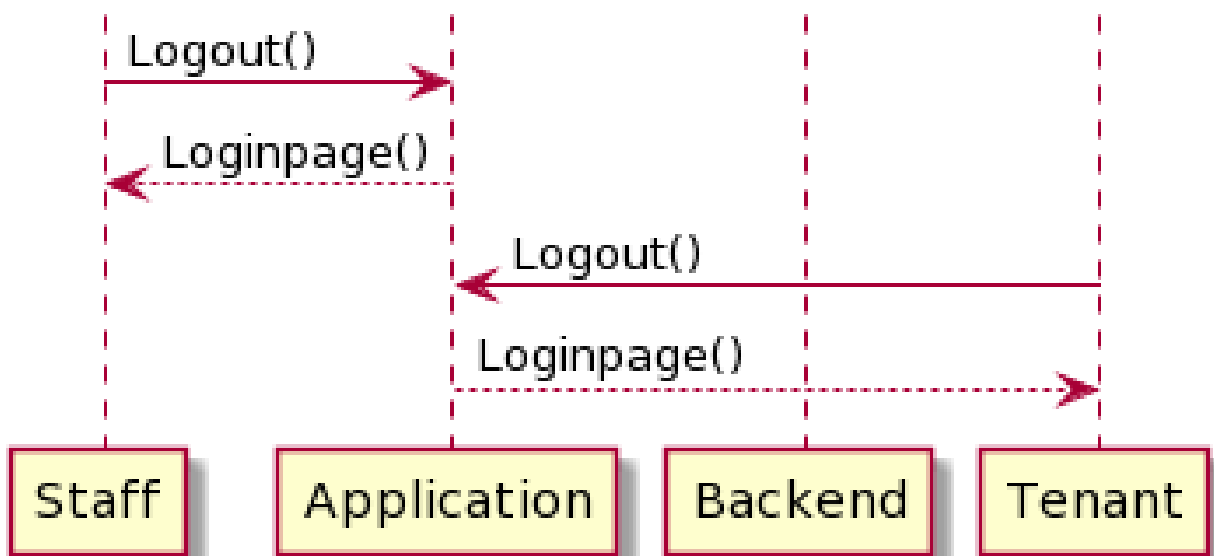 Logout()
Loginpage()
Logout()
Loginpage()
Staff Application Backend Tenant